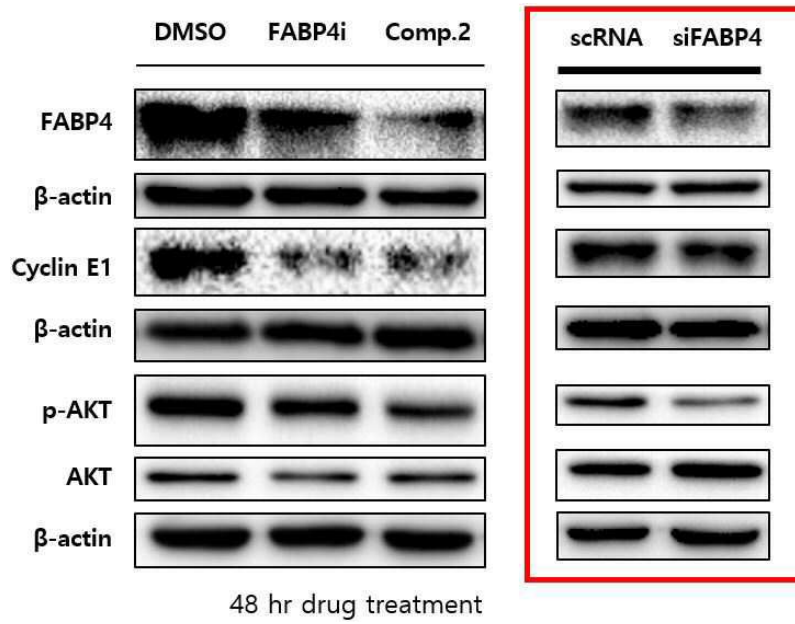 DMSO FABP4i Comp.2
scRNA siFABP4
FABP4
β-actin
Cyclin E1
β-actin
p-AKT
AKT
β-actin
48 hr drug treatment